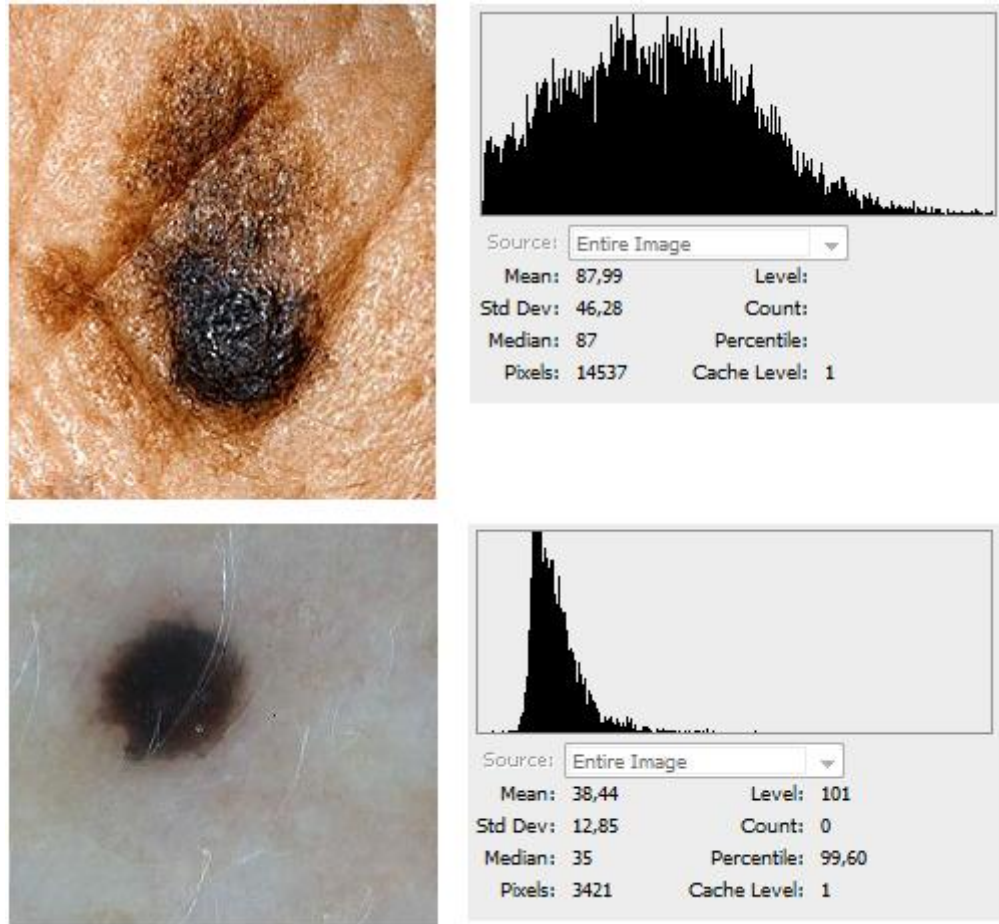 Source: Entire Image
Mean: 87,99 Level:
Std Dev: 46,28 Count:
Median: 87 Percentile:
Pixels: 14537 Cache Level: 1
Source: Entire Image
Mean: 38,44 Level: 101
Std Dev: 12,85 Count: 0
Median: 35 Percentile: 99,60
Pixels: 3421 Cache Level: 1